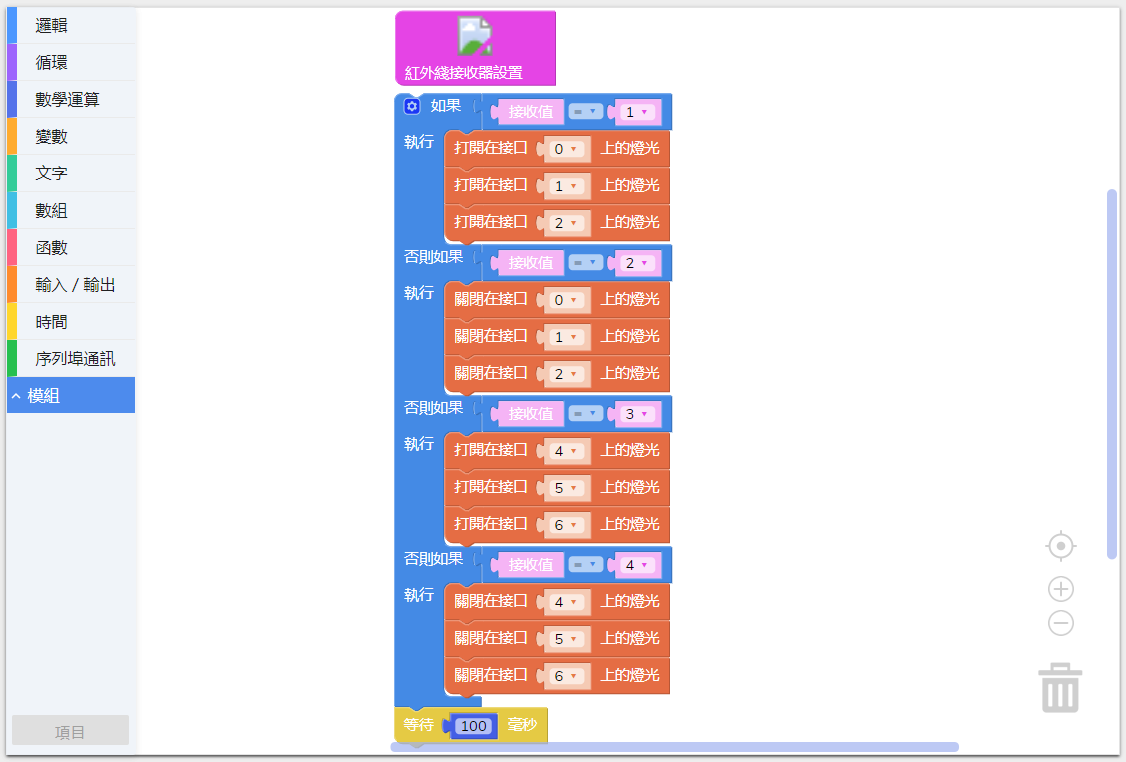 邏輯
循環
數學運算
變數
文字
數組
函數
輸入 / 輸出
時間
序列埠通訊
模組
項目
紅外綫接收器設置
如果 接收值 = 1
執行 打開在接口 0 上的燈光
打開在接口 1 上的燈光
打開在接口 2 上的燈光
否則如果 接收值 = 2
執行 關閉在接口 0 上的燈光
關閉在接口 1 上的燈光
關閉在接口 2 上的燈光
否則如果 接收值 = 3
執行 打開在接口 4 上的燈光
打開在接口 5 上的燈光
打開在接口 6 上的燈光
否則如果 接收值 = 4
執行 關閉在接口 4 上的燈光
關閉在接口 5 上的燈光
關閉在接口 6 上的燈光
等待 100 毫秒